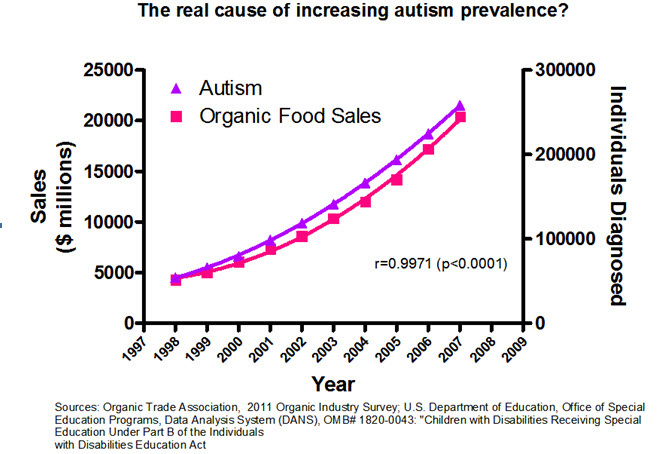 The real cause of increasing autism prevalence?
25000
20000
15000
10000
5000
0
Sales
($ millions)
Autism
Organic Food Sales
r=0.9971 (p<0.0001)
300000
200000
100000
0
Individuals Diagnosed
1997
1998
1999
2000
2001
2002
2003
2004
2005
2006
2007
2008
2009
Year
Sources: Organic Trade Association, 2011 Organic Industry Survey; U.S. Department of Education, Office of Special
Education Programs, Data Analysis System (DANS), OMB# 1820-0043: "Children with Disabilities Receiving Special
Education Under Part B of the Individuals
with Disabilities Education Act